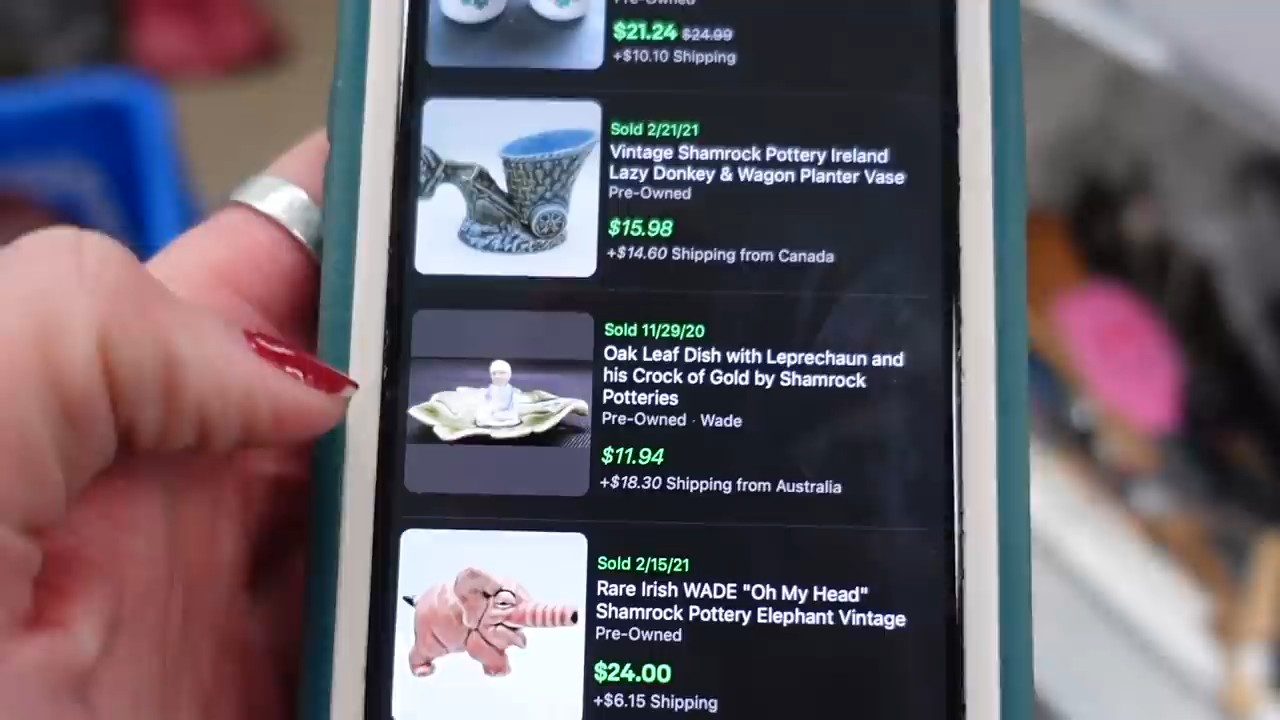 Pre-Owned
$21.24 $24.99
+$10.10 Shipping
Sold 2/21/21
Vintage Shamrock Pottery Ireland
Lazy Donkey & Wagon Planter Vase
Pre-Owned
$15.98
+$14.60 Shipping from Canada
Sold 11/29/20
Oak Leaf Dish with Leprechaun and
his Crock of Gold by Shamrock
Potteries
Pre-Owned · Wade
$11.94
+$18.30 Shipping from Australia
Sold 2/15/21
Rare Irish WADE "Oh My Head"
Shamrock Pottery Elephant Vintage
Pre-Owned
$24.00
+$6.15 Shipping